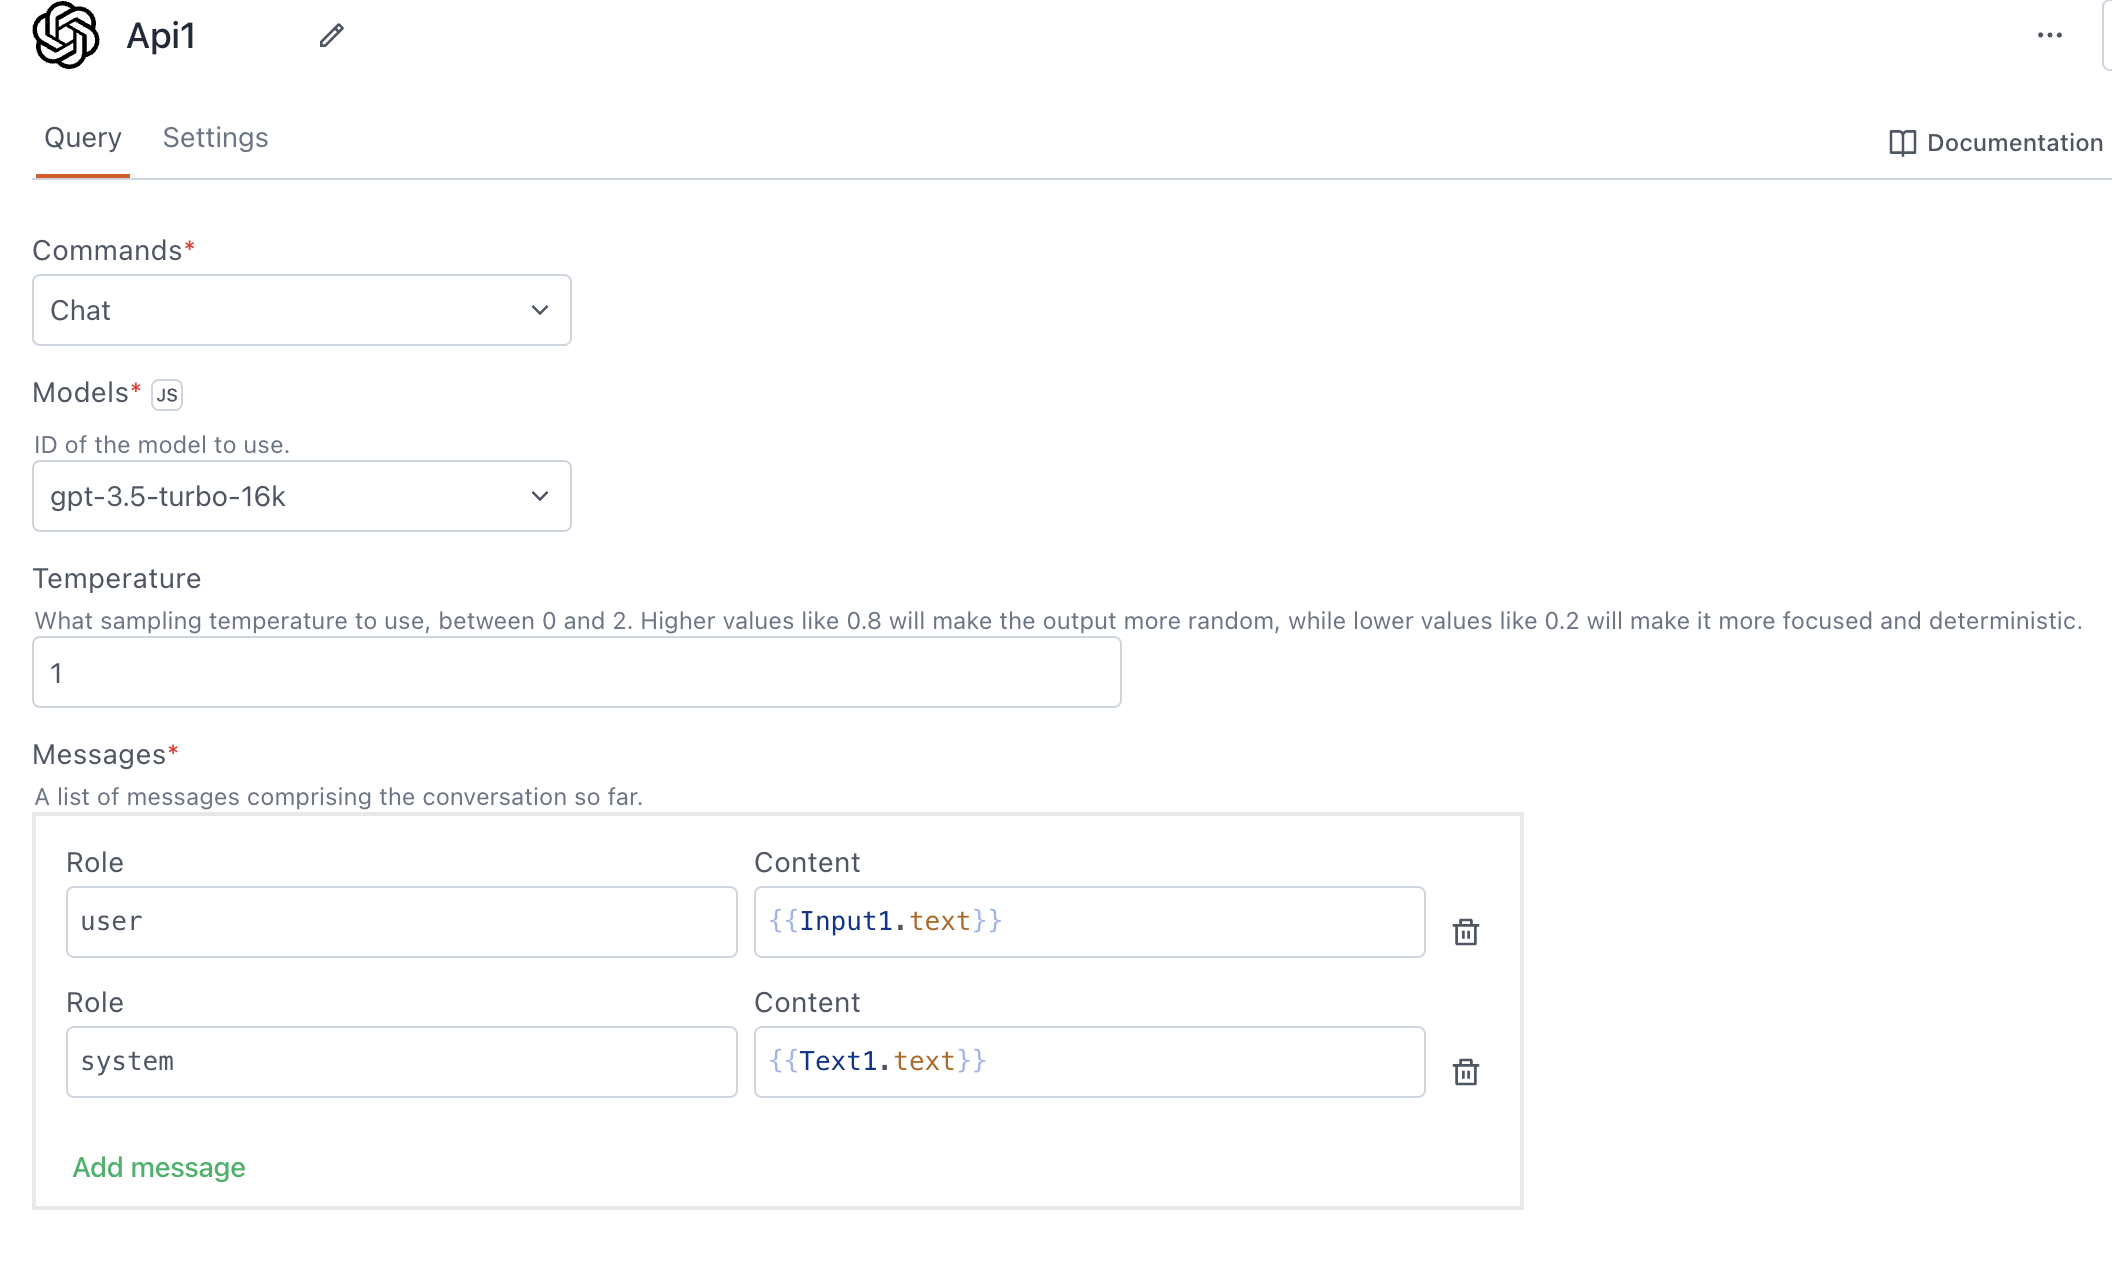 Api1
Query Settings
Documentation
Commands*
Chat
Models* JS
ID of the model to use.
gpt-3.5-turbo-16k
Temperature
What sampling temperature to use, between 0 and 2. Higher values like 0.8 will make the output more random, while lower values like 0.2 will make it more focused and deterministic.
1
Messages*
A list of messages comprising the conversation so far.
Role Content
user {{Input1.text}}
Role Content
system {{Text1.text}}
Add message